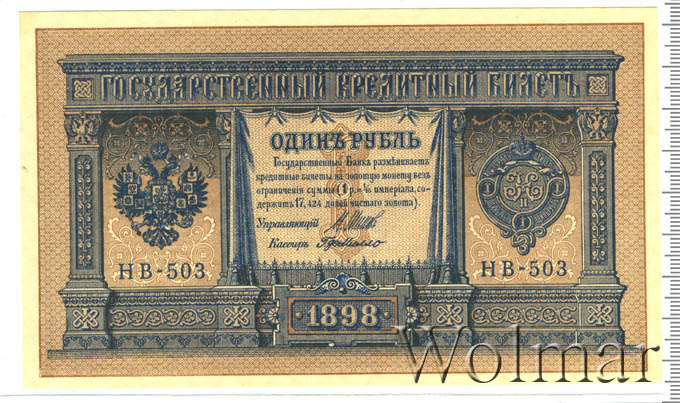 ГОСУДАРСТВЕННЫЙ КРЕДИТНЫЙ БИЛЕТЪ
ОДИНЪ РУБЛЬ
Государственный Банкъ размѣниваетъ
кредитные билеты на золотую монету безъ
ограниченія суммы (1 р.= 1/15 имперіала, со-
держитъ 17,424 долей чистаго золота).
Управляющій
Кассиръ
НВ-503.
НВ-503.
1898
Wolmar